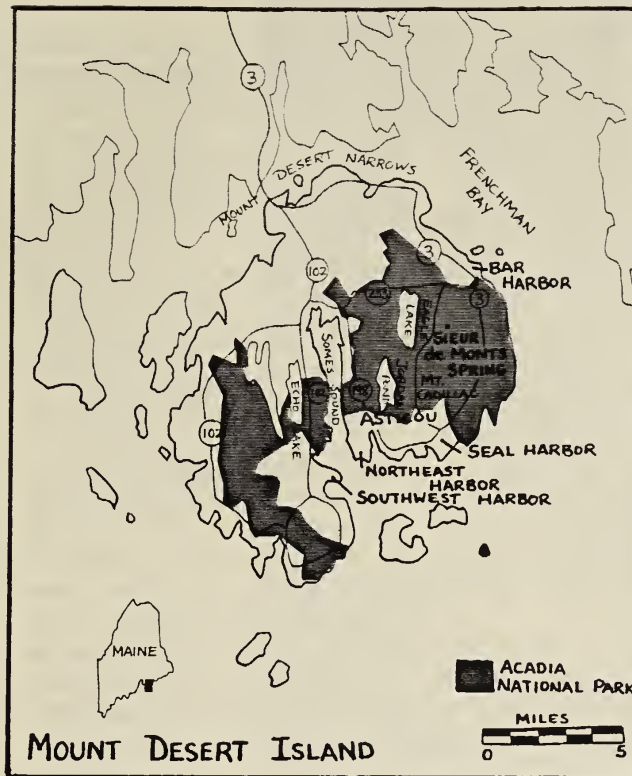 3
MOUNT DESERT NARROWS
FRENCHMAN
BAY
102
3
BAR
HARBOR
233
3
EAGLE
LAKE
SIEUR
de MONTS
SPRING
SOMES
SOUND
JORDAN
MT.
CADILLAC
ECHO
LAKE
198
ASTICOU
102
SEAL HARBOR
NORTHEAST
HARBOR
SOUTHWEST HARBOR
MAINE
ACADIA
NATIONAL PARK
MILES
0 5
MOUNT DESERT ISLAND